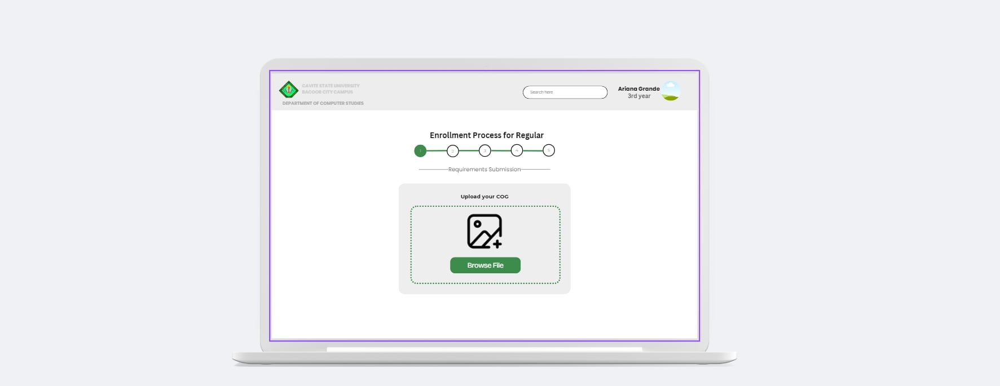 CAVITE STATE UNIVERSITY
BACOOR CITY CAMPUS
DEPARTMENT OF COMPUTER STUDIES
Search here
Ariana Grande
3rd year
Enrollment Process for Regular
1 2 3 4 5
Requirements Submission
Upload your COG
Browse File